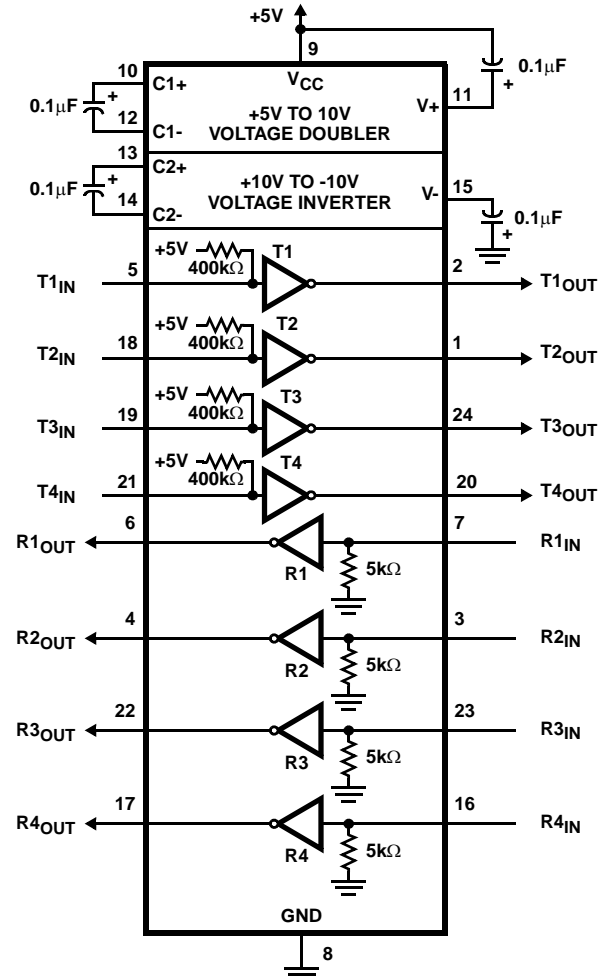 +5V
9
VCC
10
C1+
+
0.1μF
12
C1-
+5V TO 10V
VOLTAGE DOUBLER
V+
11
+
0.1μF
13
C2+
+
0.1μF
14
C2-
+10V TO -10V
VOLTAGE INVERTER
V-
15
+
0.1μF
T1IN
5
+5V
400kΩ
T1
2
T1OUT
T2IN
18
+5V
400kΩ
T2
1
T2OUT
T3IN
19
+5V
400kΩ
T3
24
T3OUT
T4IN
21
+5V
400kΩ
T4
20
T4OUT
R1OUT
6
R1
5kΩ
7
R1IN
R2OUT
4
R2
5kΩ
3
R2IN
R3OUT
22
R3
5kΩ
23
R3IN
R4OUT
17
R4
5kΩ
16
R4IN
GND
8